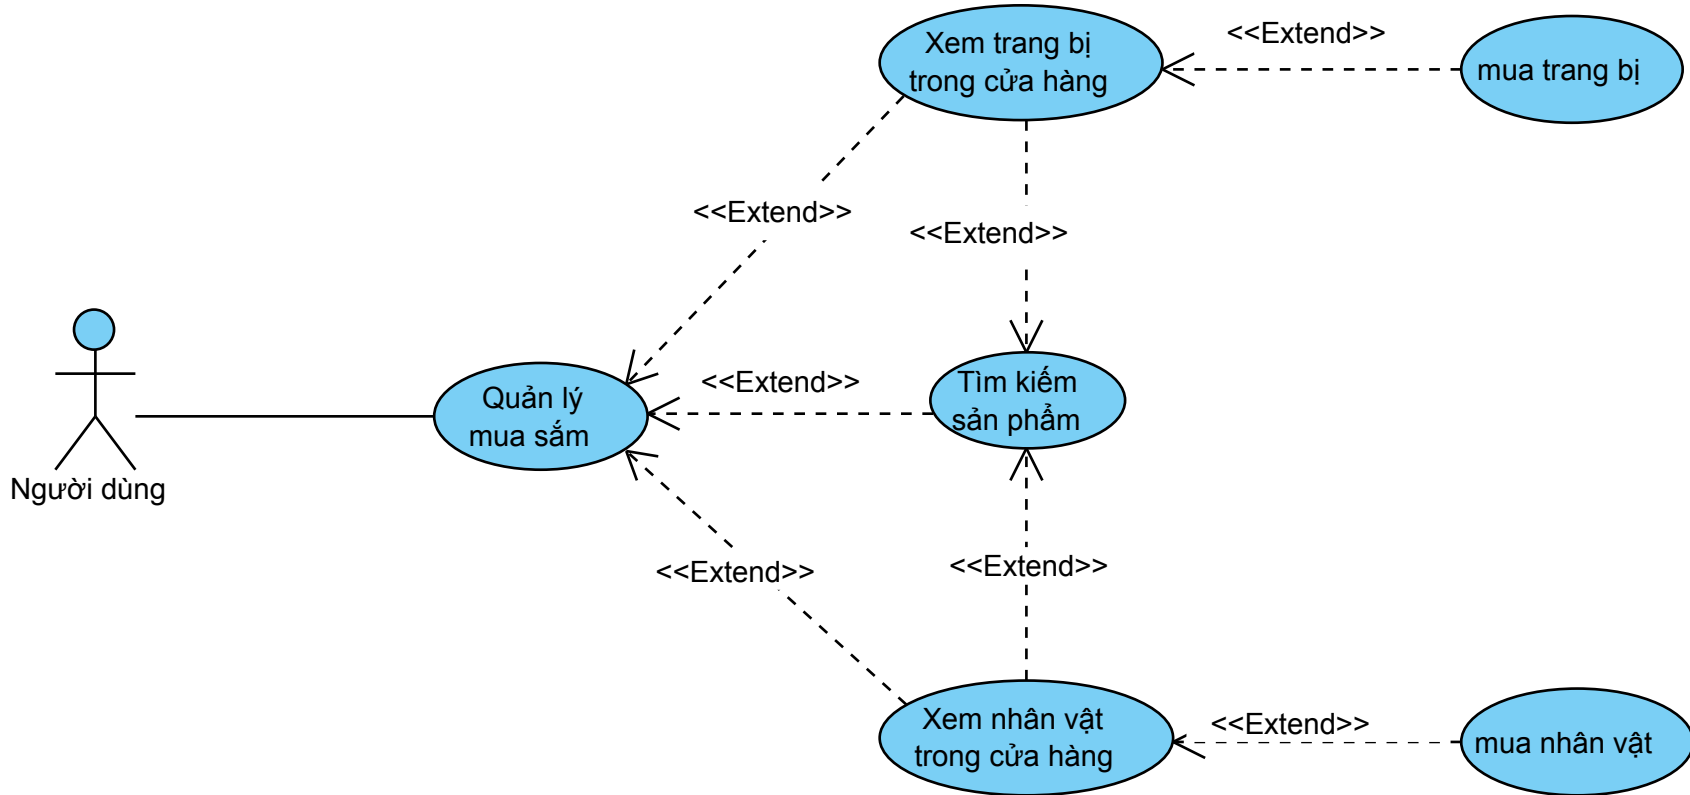 Xem trang bị
trong cửa hàng
<<Extend>>
mua trang bị
<<Extend>>
<<Extend>>
<<Extend>>
Tìm kiếm
sản phẩm
Quản lý
mua sắm
Người dùng
<<Extend>>
<<Extend>>
Xem nhân vật
trong cửa hàng
<<Extend>>
mua nhân vật